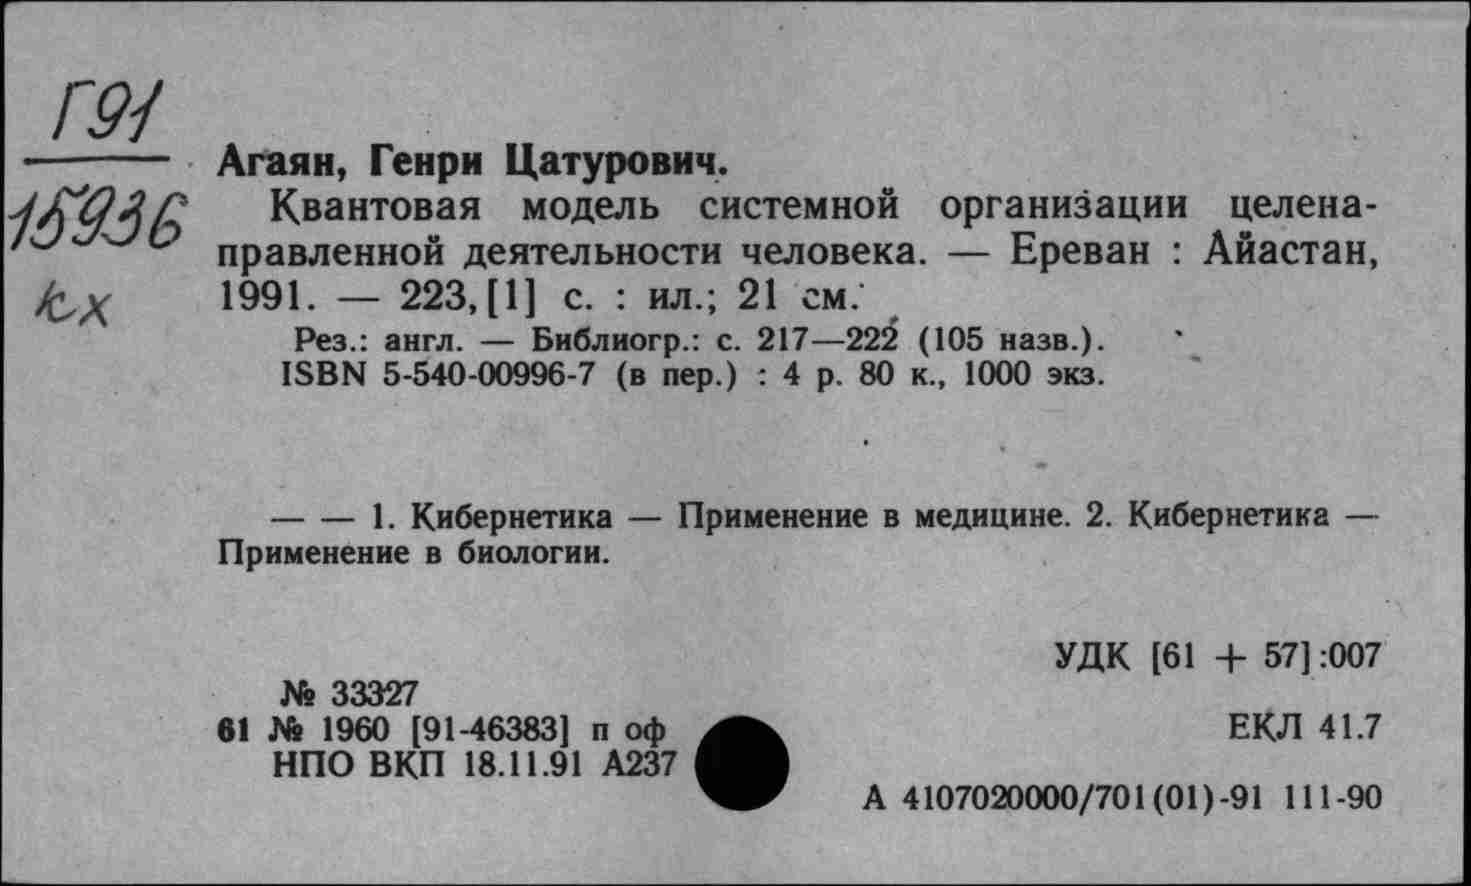 Г91
15936
кх
Агаян, Генри Цатурович.
Квантовая модель системной организации целена-
правленной деятельности человека. — Ереван : Айастан,
1991. — 223, [1] с. : ил.; 21 см.
Рез.: англ. — Библиогр.: с. 217—222 (105 назв.).
ISBN 5-540-00996-7 (в пер.) : 4 р. 80 к., 1000 экз.
— — 1. Кибернетика — Применение в медицине. 2. Кибернетика —
Применение в биологии.
УДК [61 + 57] :007
№ 33327
61 № 1960 [91-46383] п оф
ЕКЛ 41.7
НПО ВКП 18.11.91 А237
А 4107020000/701(01)-91 111-90